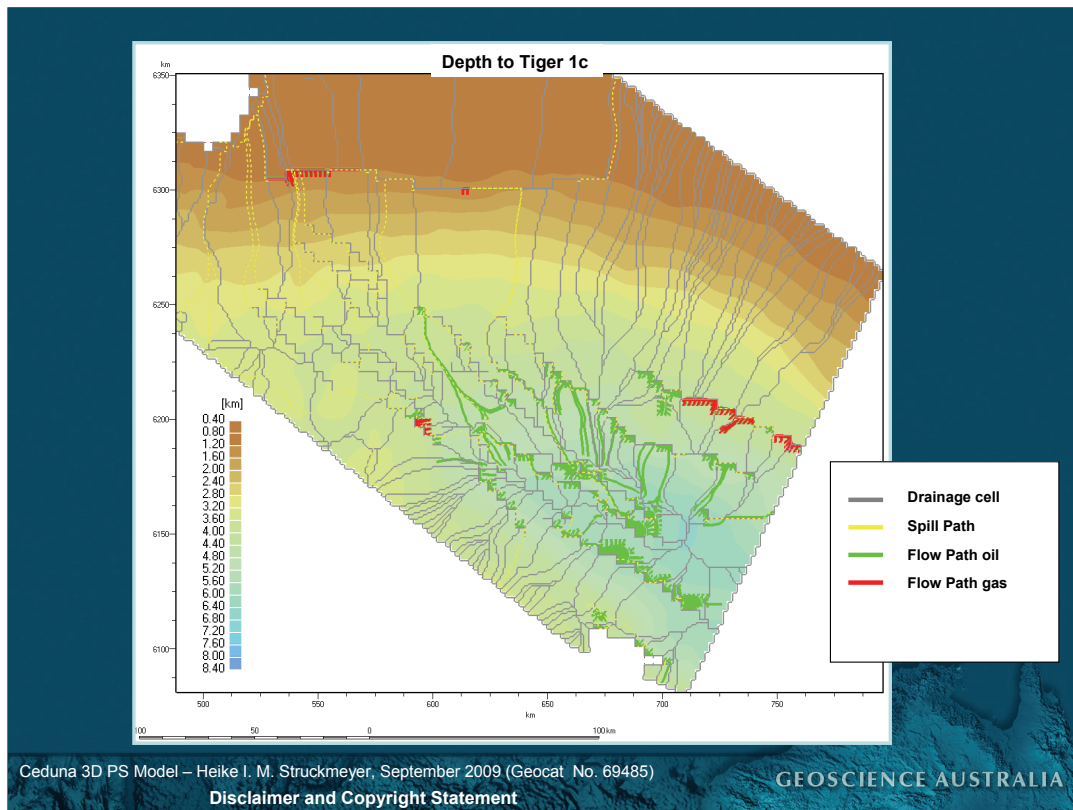 Depth to Tiger 1c
km
6350
6300
6250
6200
6150
6100
[km]
0.40
0.80
1.20
1.60
2.00
2.40
2.80
3.20
3.60
4.00
4.40
4.80
5.20
5.60
6.00
6.40
6.80
7.20
7.60
8.00
8.40
500 550 600 650 700 750
km
100 50 0 100 km
Drainage cell
Spill Path
Flow Path oil
Flow Path gas
Ceduna 3D PS Model – Heike I. M. Struckmeyer, September 2009 (Geocat No. 69485)
GEOSCIENCE AUSTRALIA
Disclaimer and Copyright Statement